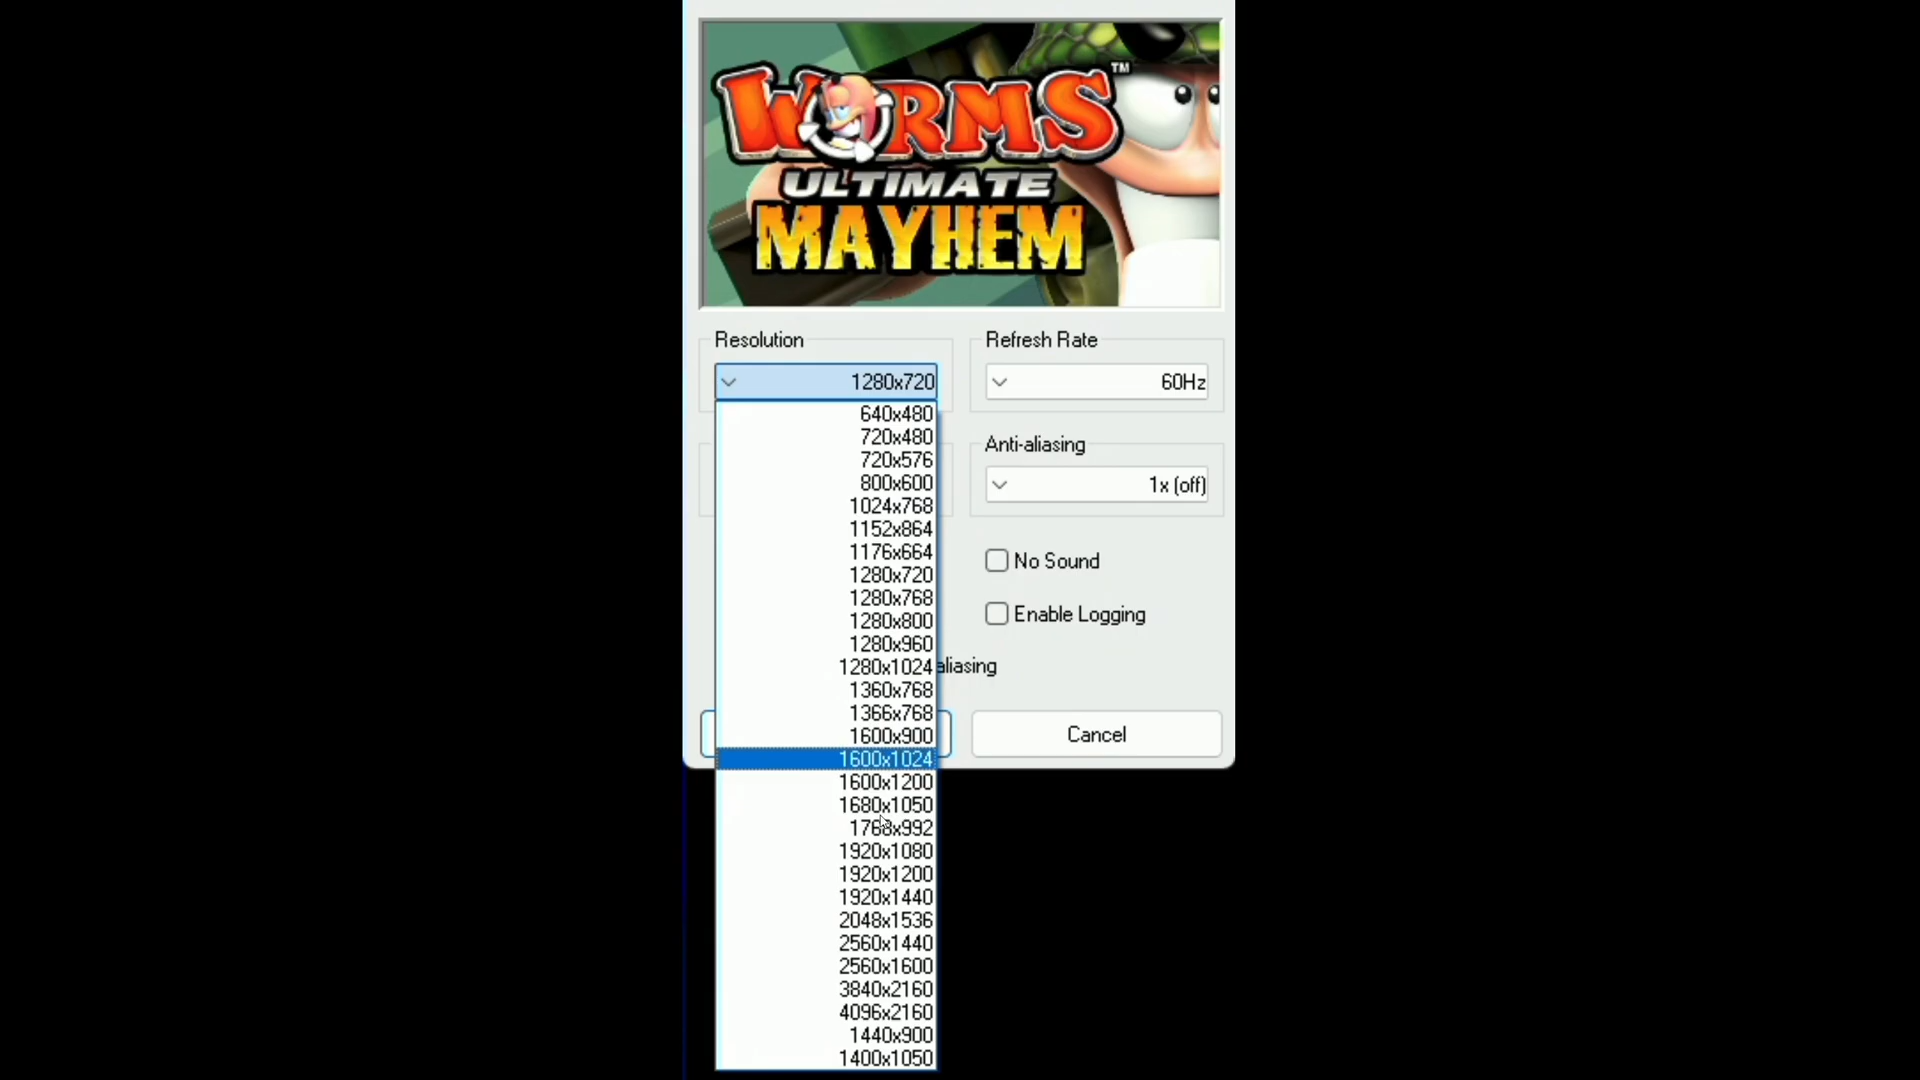 WORMS™
ULTIMATE
MAYHEM
Resolution
Refresh Rate
1280x720
60Hz
640x480
720x480
720x576
800x600
1024x768
1152x864
1176x664
1280x720
1280x768
1280x800
1280x960
1280x1024
1360x768
1366x768
1600x900
1600x1024
1600x1200
1680x1050
1768x992
1920x1080
1920x1200
1920x1440
2048x1536
2560x1440
2560x1600
3840x2160
4096x2160
1440x900
1400x1050
Anti-aliasing
1x (off)
No Sound
Enable Logging
aliasing
Cancel